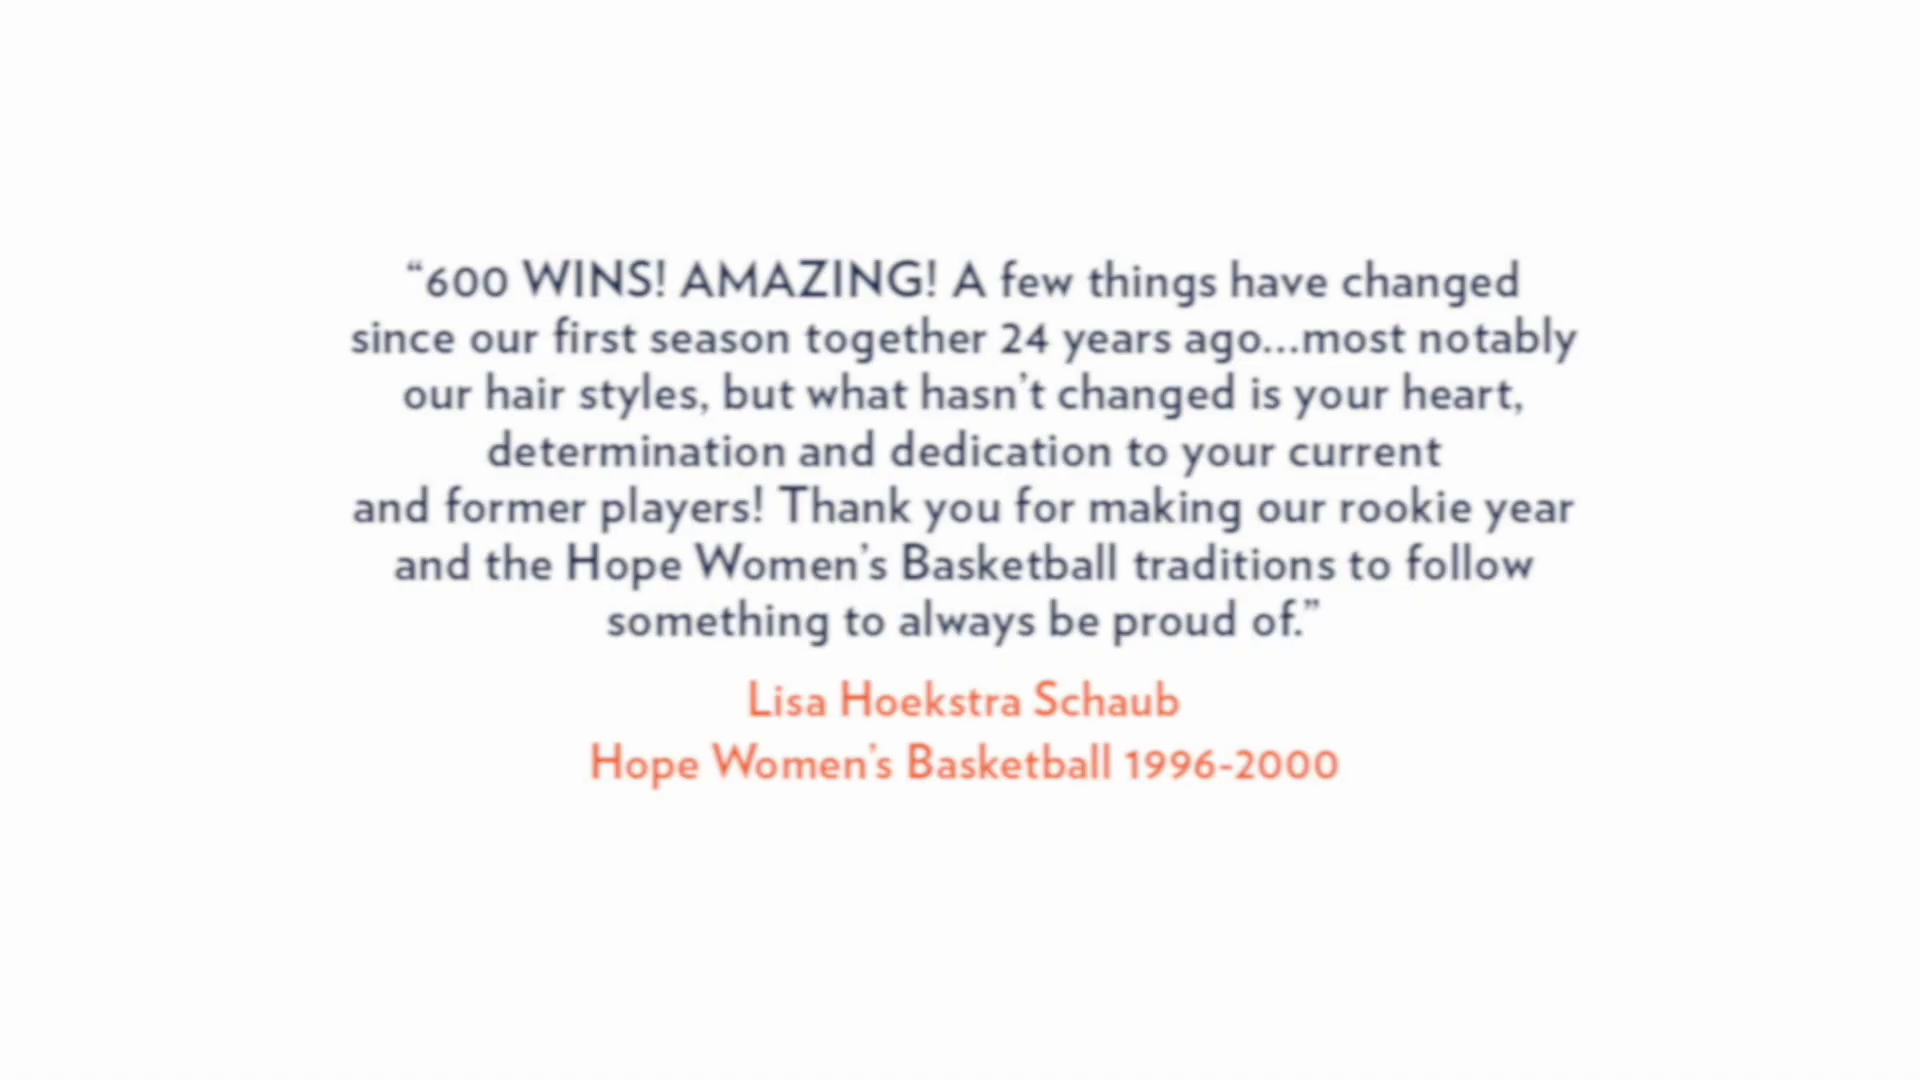 “600 WINS! AMAZING! A few things have changed
since our first season together 24 years ago...most notably
our hair styles, but what hasn’t changed is your heart,
determination and dedication to your current
and former players! Thank you for making our rookie year
and the Hope Women’s Basketball traditions to follow
something to always be proud of.”
Lisa Hoekstra Schaub
Hope Women’s Basketball 1996-2000